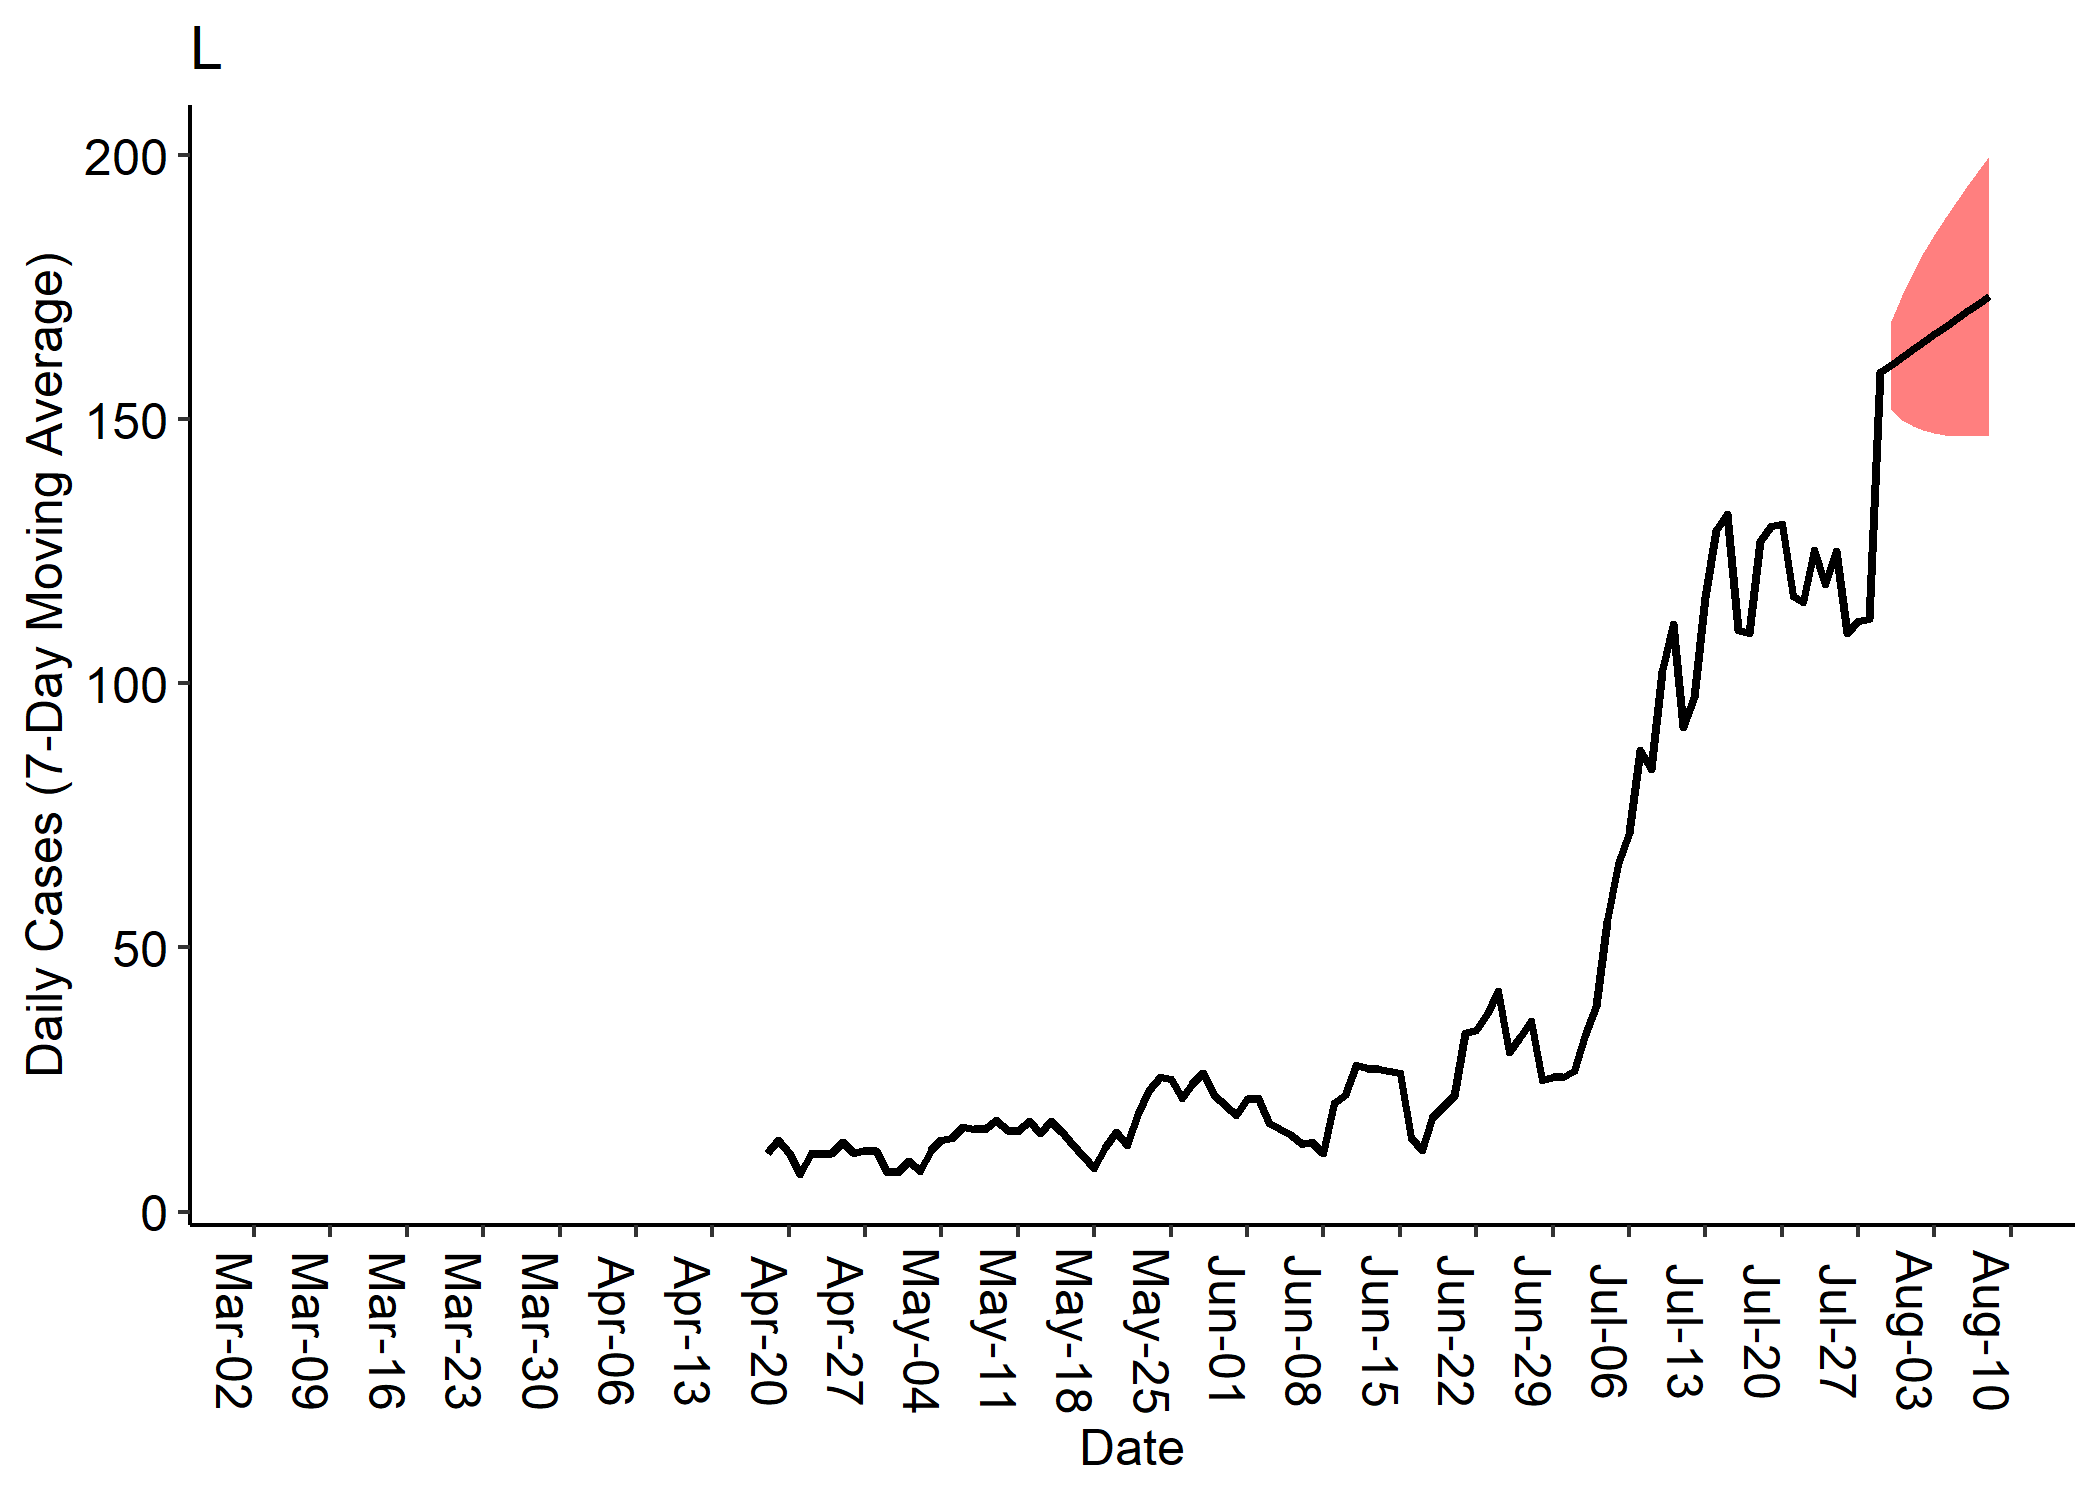 L
Daily Cases (7-Day Moving Average)
200
150
100
50
0
Mar-02
Mar-09
Mar-16
Mar-23
Mar-30
Apr-06
Apr-13
Apr-20
Apr-27
May-04
May-11
May-18
May-25
Jun-01
Jun-08
Jun-15
Jun-22
Jun-29
Jul-06
Jul-13
Jul-20
Jul-27
Aug-03
Aug-10
Date